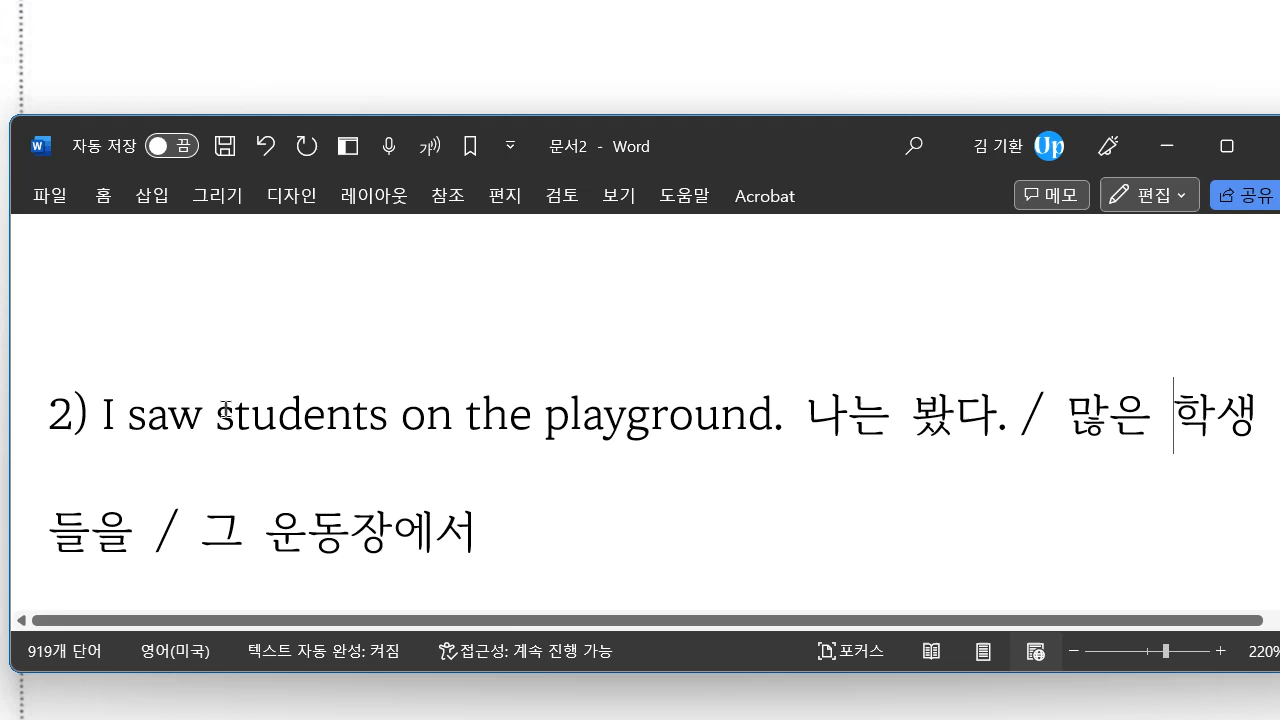 자동 저장 끔 문서2 - Word 김 기환 Up
파일 홈 삽입 그리기 디자인 레이아웃 참조 편지 검토 보기 도움말 Acrobat 메모 편집 공유
2) I saw students on the playground. 나는 봤다. / 많은 학생
들을 / 그 운동장에서
919개 단어 영어(미국) 텍스트 자동 완성: 켜짐 접근성: 계속 진행 가능 포커스 220%